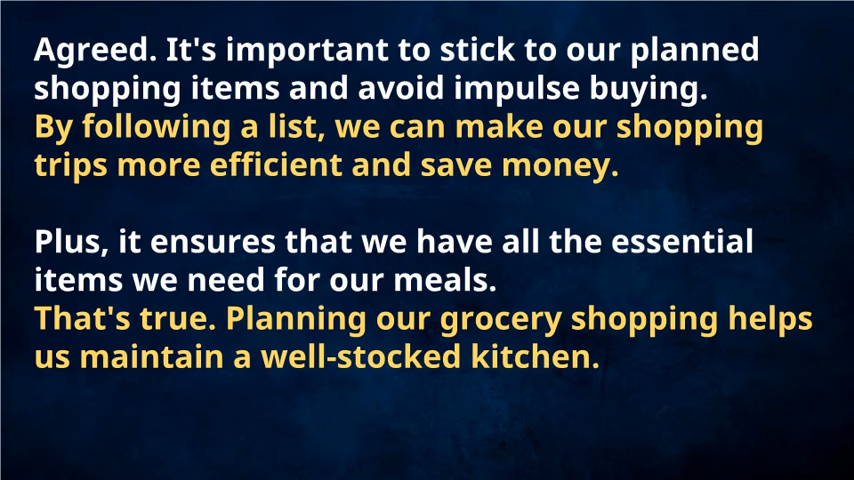 Agreed. It's important to stick to our planned
shopping items and avoid impulse buying.
By following a list, we can make our shopping
trips more efficient and save money.
Plus, it ensures that we have all the essential
items we need for our meals.
That's true. Planning our grocery shopping helps
us maintain a well-stocked kitchen.